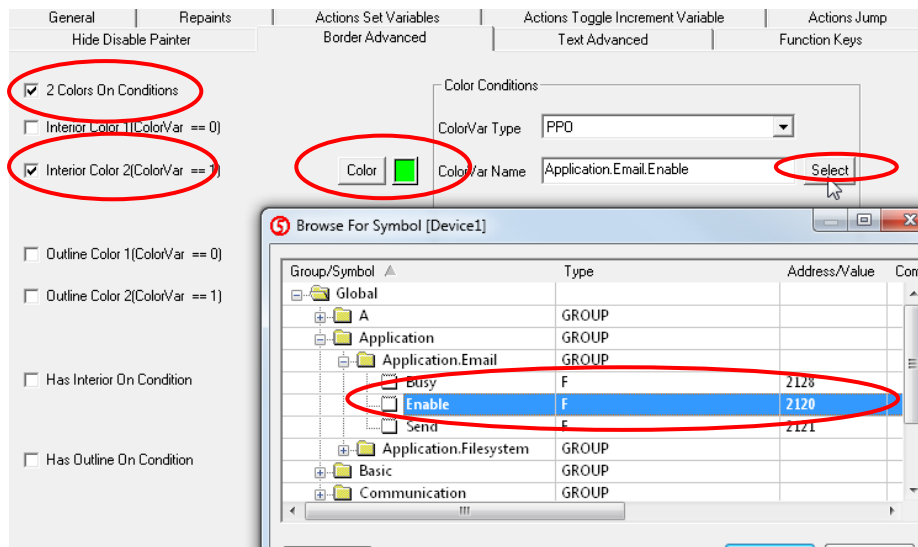 General Repaints Actions Set Variables Actions Toggle Increment Variable Actions Jump
Hide Disable Painter Border Advanced Text Advanced Function Keys
2 Colors On Conditions
Color Conditions
Interior Color 1(ColorVar == 0)
ColorVar Type PPO
Interior Color 2(ColorVar == 1)
Color
ColorVar Name Application.Email.Enable Select
Browse For Symbol [Device1]
Outline Color 1(ColorVar == 0)
Outline Color 2(ColorVar == 1)
Has Interior On Condition
Has Outline On Condition
Group/Symbol Type Address/Value Com
Global
A GROUP
Application GROUP
Application.Email GROUP
Busy F 2128
Enable F 2120
Send F 2121
Application.Filesystem GROUP
Basic GROUP
Communication GROUP